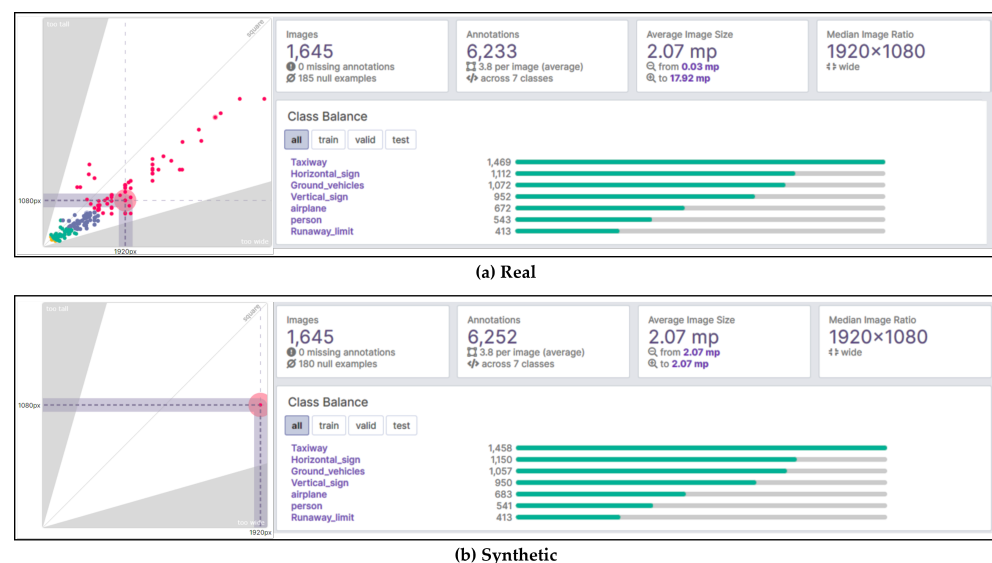 too tall
square
1080px
too wide
1920px
Images
1,645
0 missing annotations
185 null examples
Annotations
6,233
3.8 per image (average)
</> across 7 classes
Average Image Size
2.07 mp
from 0.03 mp
to 17.92 mp
Median Image Ratio
1920×1080
wide
Class Balance
all train valid test
Taxiway 1,469
Horizontal_sign 1,112
Ground_vehicles 1,072
Vertical_sign 952
airplane 672
person 543
Runaway_limit 413
(a) Real
too tall
square
1080px
too wide
1920px
Images
1,645
0 missing annotations
180 null examples
Annotations
6,252
3.8 per image (average)
</> across 7 classes
Average Image Size
2.07 mp
from 2.07 mp
to 2.07 mp
Median Image Ratio
1920×1080
wide
Class Balance
all train valid test
Taxiway 1,458
Horizontal_sign 1,150
Ground_vehicles 1,057
Vertical_sign 950
airplane 683
person 541
Runaway_limit 413
(b) Synthetic